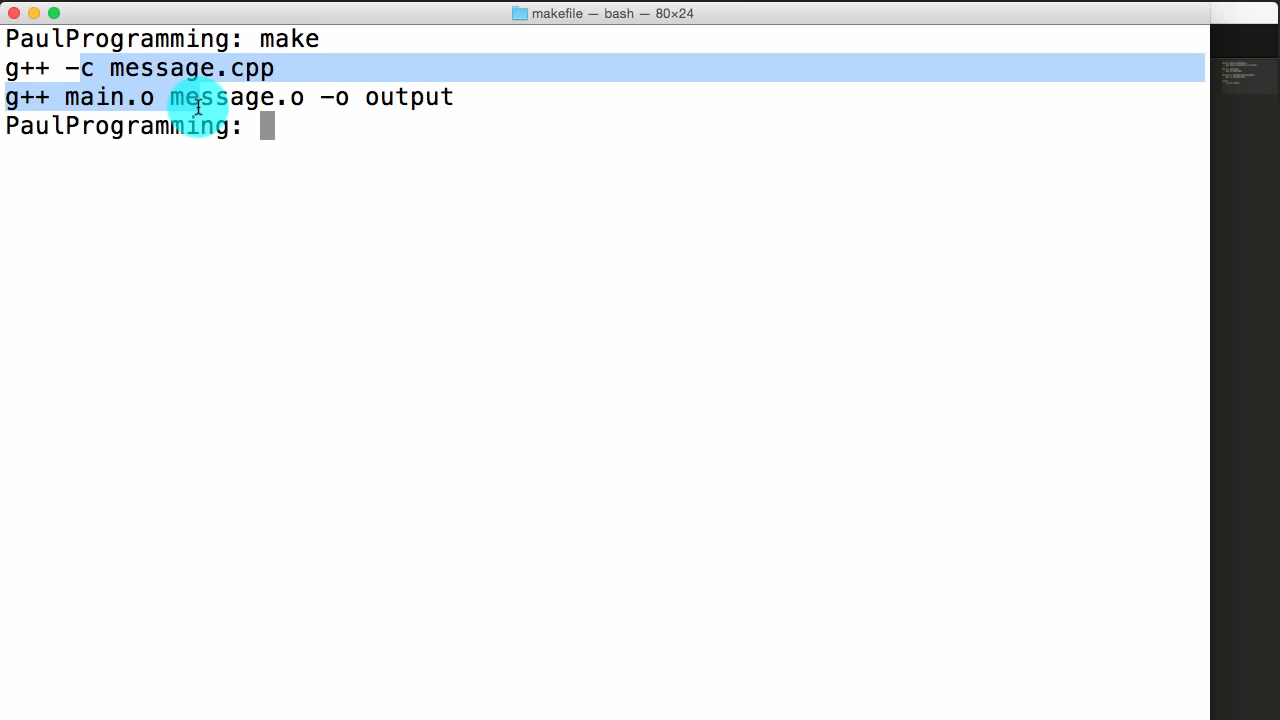 makefile — bash — 80×24
PaulProgramming: make
g++ -c message.cpp
g++ main.o message.o -o output
PaulProgramming: